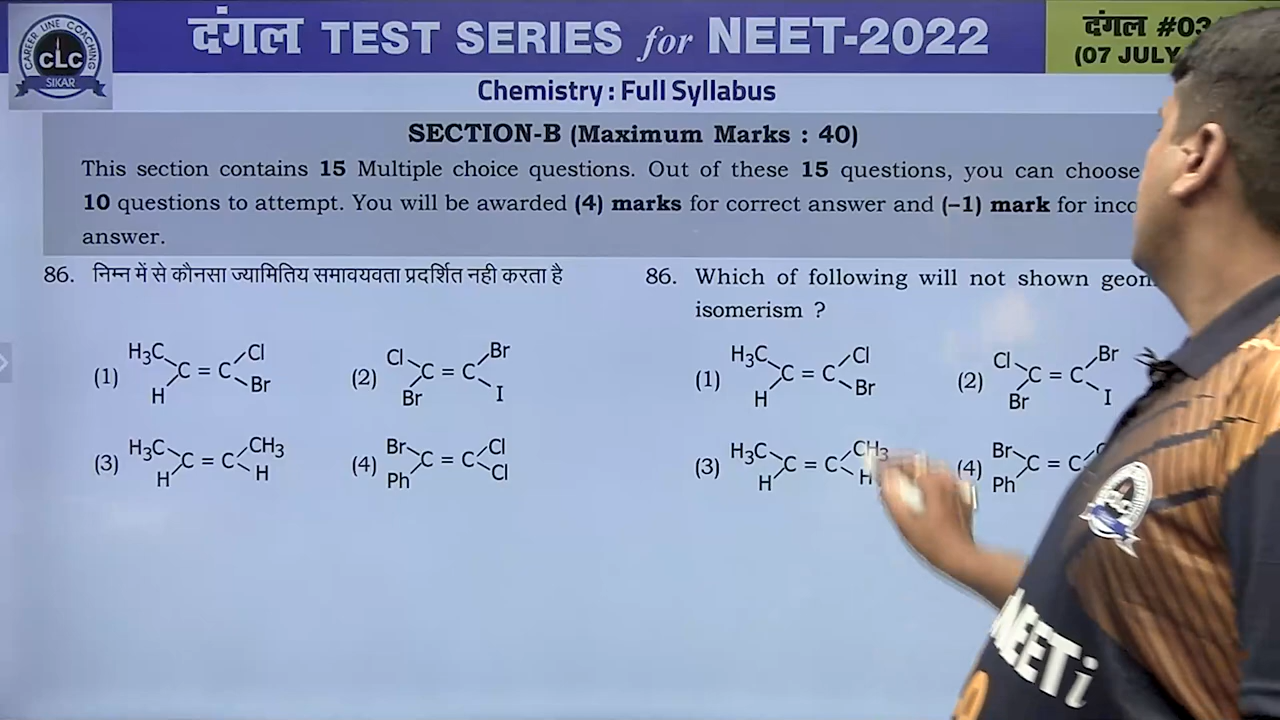 दंगल TEST SERIES for NEET-2022
दंगल #03
(07 JULY
CAREER LINE COACHING
CLC
SIKAR
Chemistry : Full Syllabus
SECTION-B (Maximum Marks : 40)
This section contains 15 Multiple choice questions. Out of these 15 questions, you can choose
10 questions to attempt. You will be awarded (4) marks for correct answer and (–1) mark for inco
answer.
86. निम्न में से कौनसा ज्यामितिय समावयवता प्रदर्शित नही करता है
(1) H3C H C = C Cl Br
(2) Cl Br C = C Br I
(3) H3C H C = C CH3 H
(4) Br Ph C = C Cl Cl
86. Which of following will not shown geom
isomerism ?
(1) H3C H C = C Cl Br
(2) Cl Br C = C Br I
(3) H3C H C = C CH3 H
(4) Br Ph C = C
CLC
NEETi